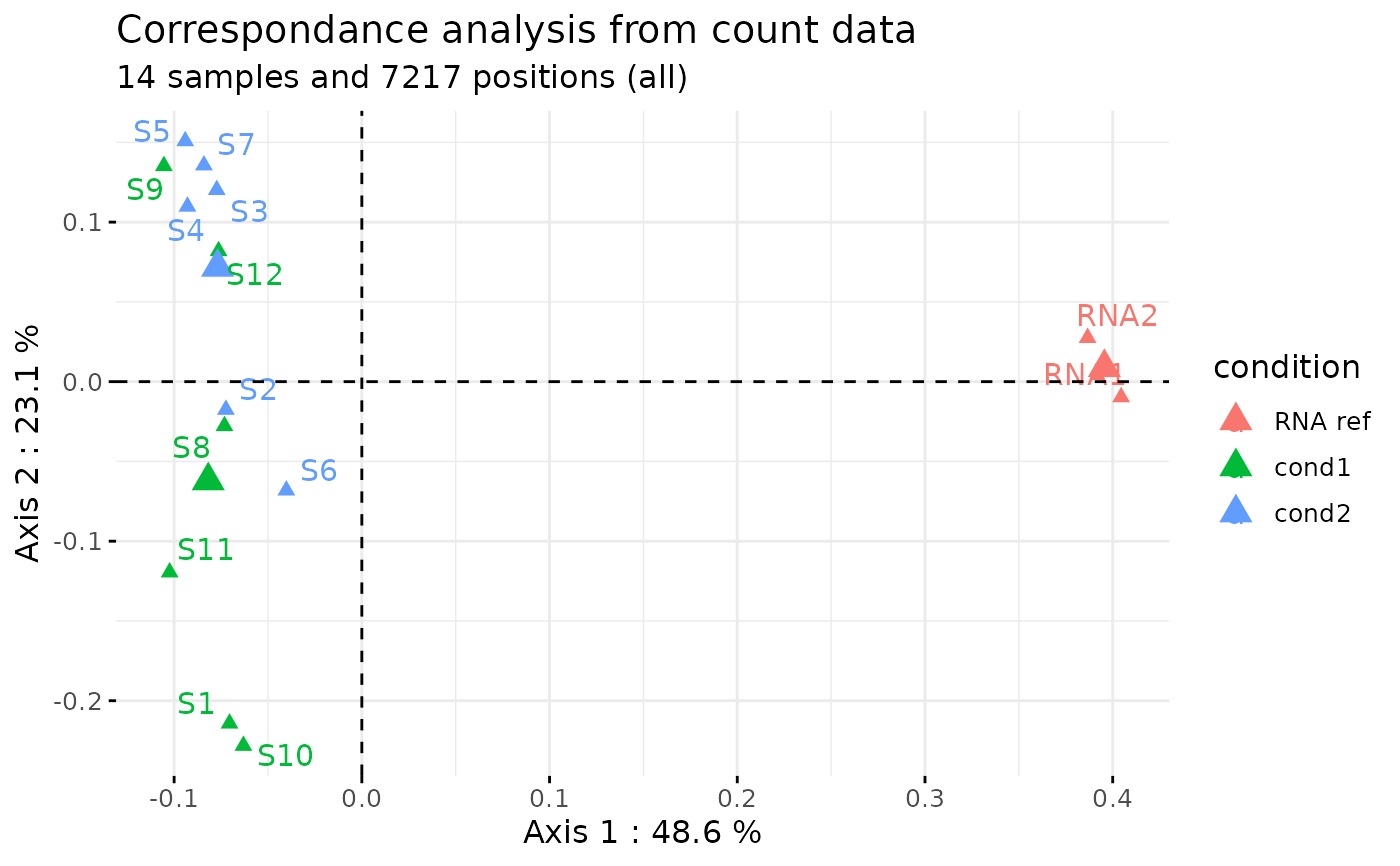 Correspondance analysis from count data
14 samples and 7217 positions (all)
S5
S7
S9
S3
S4
S12
RNA2
RNA1
S2
S8
S6
S11
S1
S10
0.1
0.0
-0.1
-0.2
Axis 2 : 23.1 %
-0.1
0.0
0.1
0.2
0.3
0.4
Axis 1 : 48.6 %
condition
RNA ref
cond1
cond2